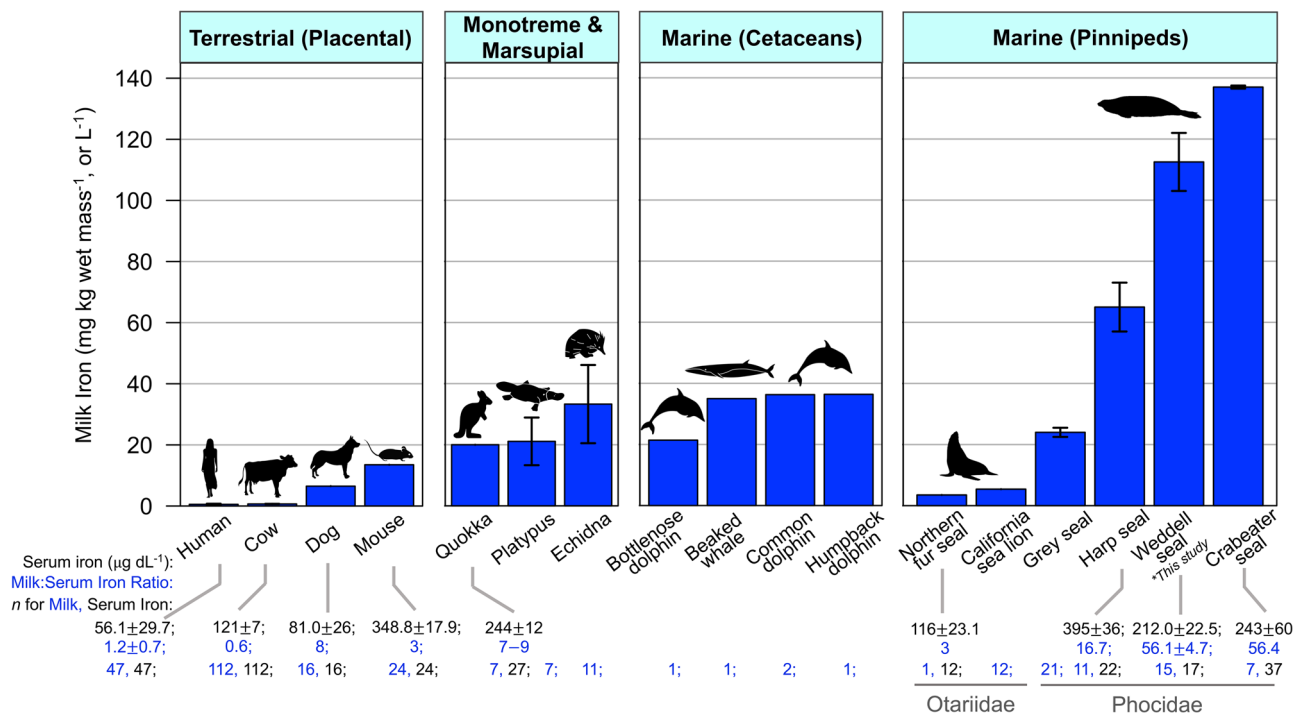 Terrestrial (Placental)
Monotreme &
Marsupial
Marine (Cetaceans)
Marine (Pinnipeds)
Milk Iron (mg kg wet mass⁻¹, or L⁻¹)
140
120
100
80
60
40
20
0
Human
Cow
Dog
Mouse
Quokka
Platypus
Echidna
Bottlenose
dolphin
Beaked
whale
Common
dolphin
Humpback
dolphin
Northern
fur seal
California
sea lion
Grey seal
Harp seal
Weddell
seal
*This study
Crabeater
seal
Serum iron (µg dL⁻¹):
Milk:Serum Iron Ratio:
n for Milk, Serum Iron:
56.1±29.7; 121±7; 81.0±26; 348.8±17.9; 244±12 116±23.1 395±36; 212.0±22.5; 243±60
1.2±0.7; 0.6; 8; 3; 7−9 3 16.7; 56.1±4.7; 56.4
47, 47; 112, 112; 16, 16; 24, 24; 7, 27; 7; 11; 1; 1; 2; 1; 1, 12; 12; 21; 11, 22; 15, 17; 7, 37
Otariidae Phocidae